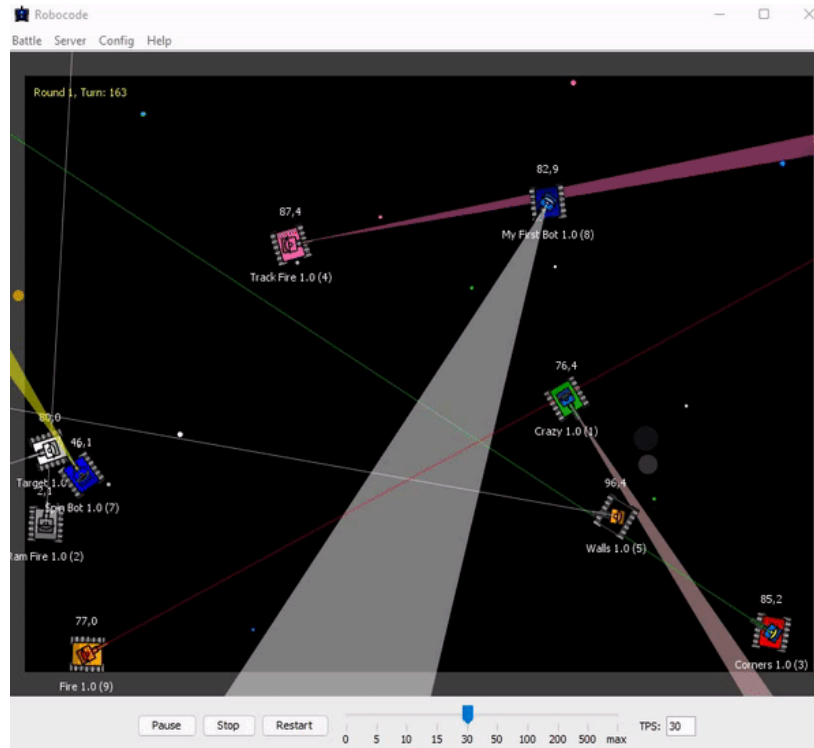 Robocode
Battle Server Config Help
Round 1, Turn: 163
82,9
My First Bot 1.0 (8)
87,4
Track Fire 1.0 (4)
76,4
Crazy 1.0 (1)
80,0
46,1
Target 1.0
Spin Bot 1.0 (7)
2,1
Ram Fire 1.0 (2)
96,4
Walls 1.0 (5)
85,2
Corners 1.0 (3)
77,0
Fire 1.0 (9)
Pause Stop Restart TPS: 30
0 5 10 15 30 50 100 200 500 max